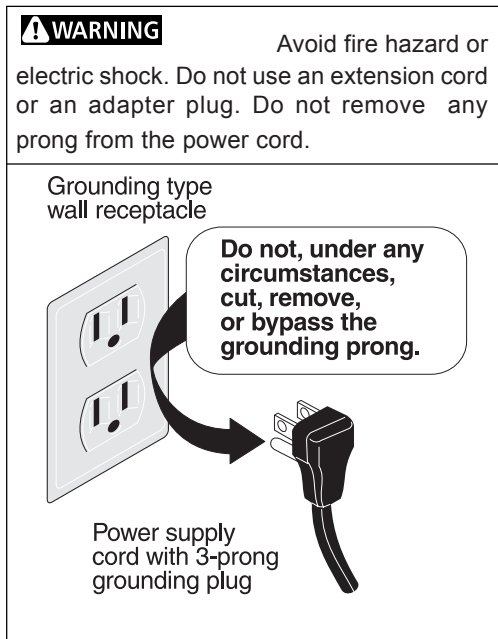 WARNING
Avoid fire hazard or
electric shock. Do not use an extension cord
or an adapter plug. Do not remove any
prong from the power cord.
Grounding type
wall receptacle
Do not, under any
circumstances,
cut, remove,
or bypass the
grounding prong.
Power supply
cord with 3-prong
grounding plug